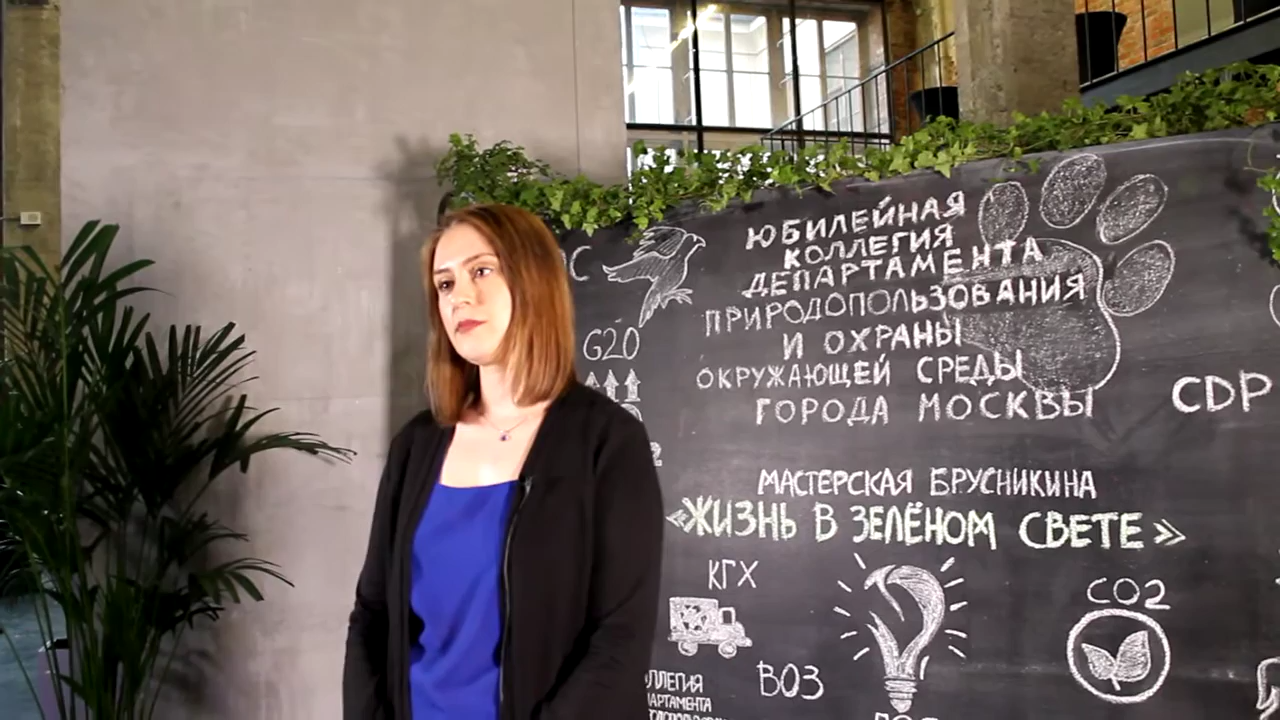 ЮБИЛЕЙНАЯ
КОЛЛЕГИЯ
ДЕПАРТАМЕНТА
ПРИРОДОПОЛЬЗОВАНИЯ
И ОХРАНЫ
ОКРУЖАЮЩЕЙ СРЕДЫ
ГОРОДА МОСКВЫ
G20
CDP
МАСТЕРСКАЯ БРУСНИКИНА
«ЖИЗНЬ В ЗЕЛЁНОМ СВЕТЕ»
КГХ
CO2
ВОЗ